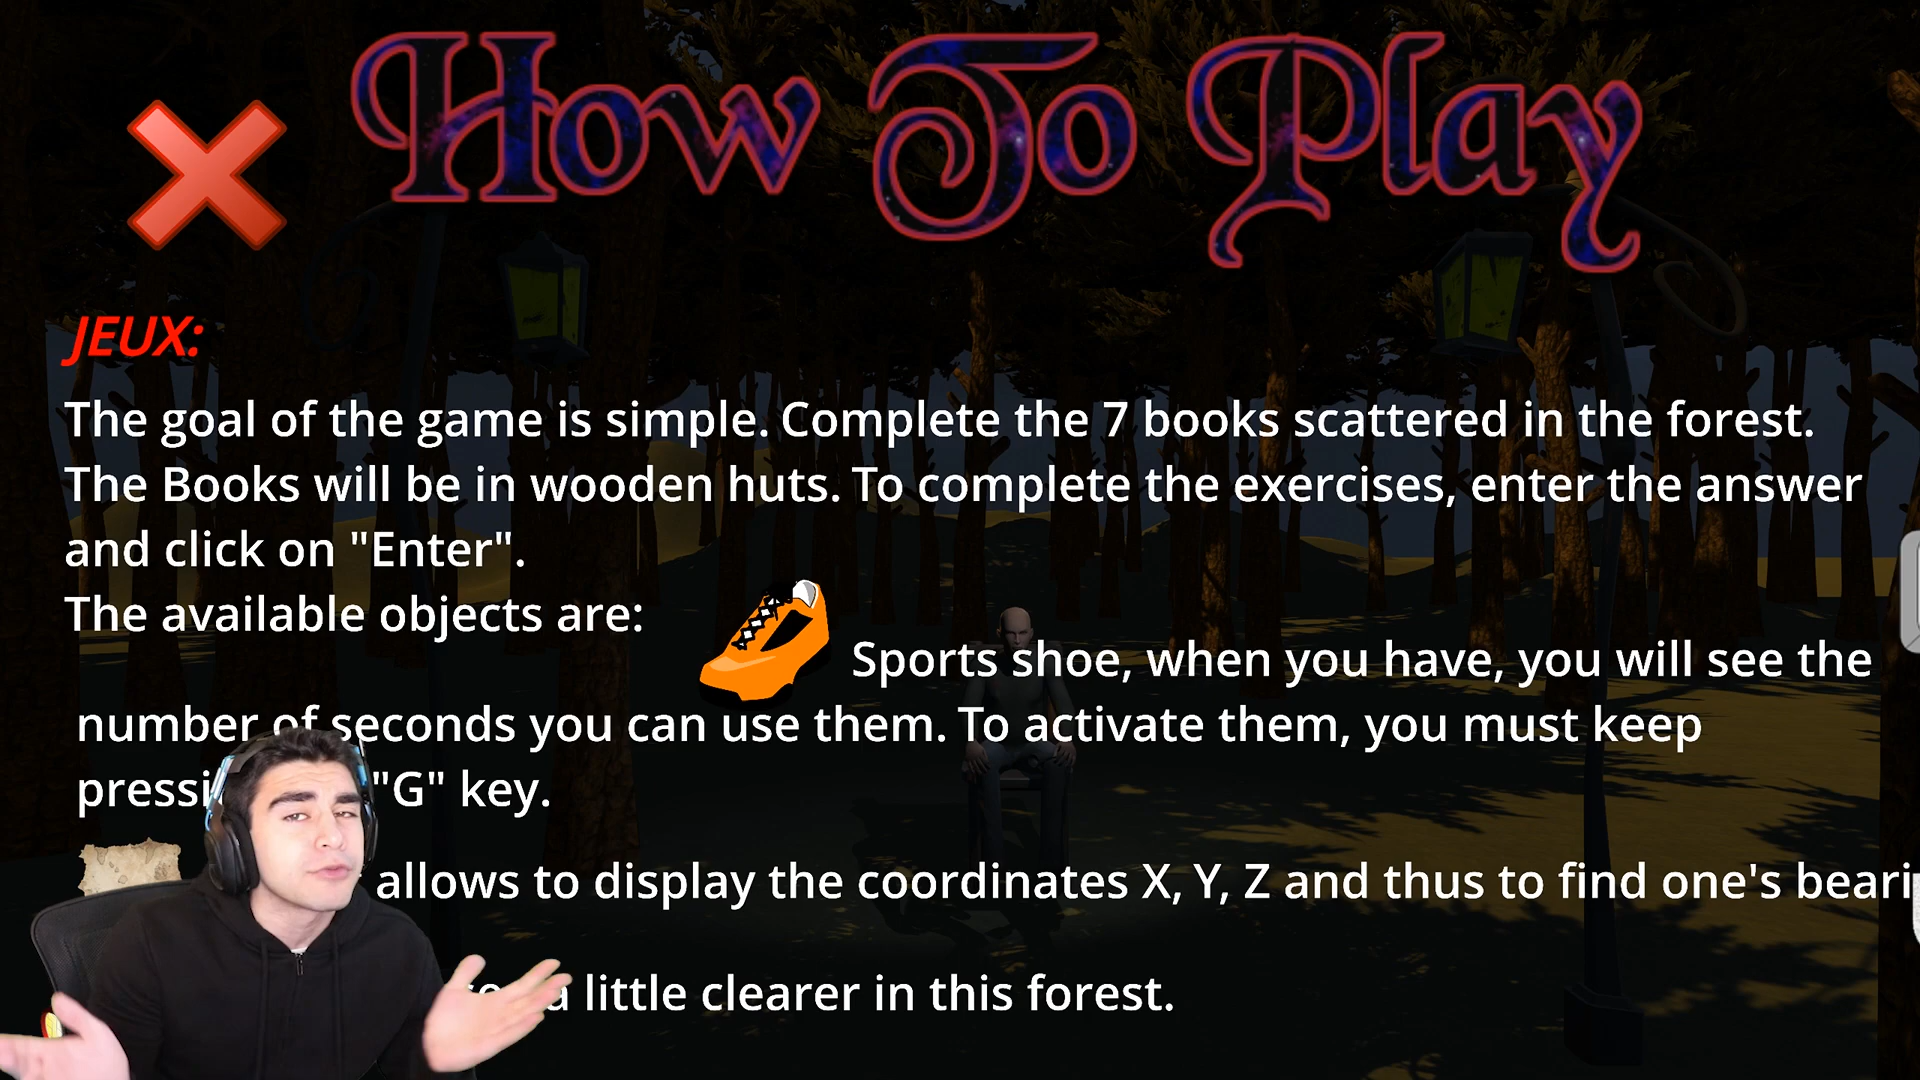 How To Play
JEUX:
The goal of the game is simple. Complete the 7 books scattered in the forest.
The Books will be in wooden huts. To complete the exercises, enter the answer
and click on "Enter".
The available objects are:
Sports shoe, when you have, you will see the
number of seconds you can use them. To activate them, you must keep
"G" key.
allows to display the coordinates X, Y, Z and thus to find one's
a little clearer in this forest.